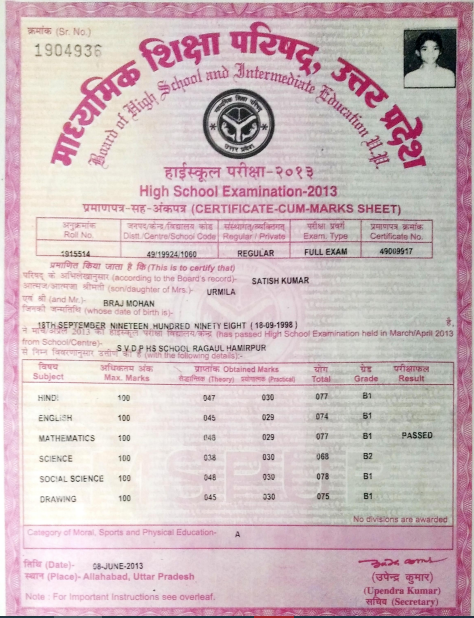 क्रमांक (Sr. No.)
1904936
माध्यमिक शिक्षा परिषद्, उत्तर प्रदेश
Board of High School and Intermediate Education U.P.
हाईस्कूल परीक्षा-२०१३
High School Examination-2013
प्रमाणपत्र-सह-अंकपत्र (CERTIFICATE-CUM-MARKS SHEET)
अनुक्रमांक जनपद/केन्द्र/विद्यालय कोड संस्थागत/व्यक्तिगत परीक्षा प्रवर्ग प्रमाणपत्र क्रमांक
Roll No. Distt./Centre/School Code Regular / Private Exam. Type Certificate No.
1915514 49/19924/1060 REGULAR FULL EXAM 49089917
प्रमाणित किया जाता है कि (This is to certify that)
परिषद् के अभिलेखानुसार (according to the Board's record)- SATISH KUMAR
आत्मज/आत्मजा श्रीमती (son/daughter of Mrs.)- URMILA
एवं श्री (and Mr.)- BRAJ MOHAN
जिनकी जन्मतिथि (whose date of birth is)-
18TH SEPTEMBER NINETEEN HUNDRED NINETY EIGHT ( 18-09-1998 ) है,
(has passed High School Examination held in March/April 2013
from School/Centre)- S V D P HS SCHOOL RAGAUL HAMIRPUR
से निम्न विवरणानुसार उत्तीर्ण की है (with the following details):-
विषय अधिकतम अंक प्राप्तांक Obtained Marks योग ग्रेड परीक्षाफल
Subject Max. Marks सैद्धान्तिक (Theory) प्रयोगात्मक (Practical) Total Grade Result
HINDI 100 047 030 077 B1
ENGLISH 100 045 029 074 B1
MATHEMATICS 100 048 029 077 B1 PASSED
SCIENCE 100 038 030 068 B2
SOCIAL SCIENCE 100 048 030 078 B1
DRAWING 100 045 030 075 B1
No divisions are awarded
Category of Moral, Sports and Physical Education- A
तिथि (Date)- 08-JUNE-2013
स्थान (Place)- Allahabad, Uttar Pradesh
(उपेन्द्र कुमार)
(Upendra Kumar)
सचिव (Secretary)
Note : For Important Instructions see overleaf.